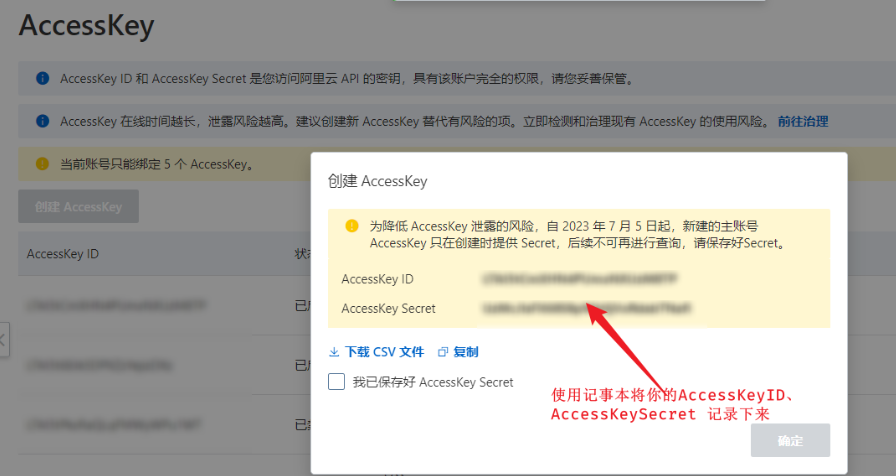 AccessKey
AccessKey ID 和 AccessKey Secret 是您访问阿里云 API 的密钥，具有该账户完全的权限，请您妥善保管。
AccessKey 在线时间越长，泄露风险越高。建议创建新 AccessKey 替代有风险的项。立即检测和治理现有 AccessKey 的使用风险。 前往治理
当前账号只能绑定 5 个 AccessKey。
创建 AccessKey
AccessKey ID
创建 AccessKey
为降低 AccessKey 泄露的风险，自 2023 年 7 月 5 日起，新建的主账号
AccessKey 只在创建时提供 Secret，后续不可再进行查询，请保存好Secret。
AccessKey ID
AccessKey Secret
下载 CSV 文件 复制
我已保存好 AccessKey Secret
使用记事本将你的AccessKeyID、
AccessKeySecret 记录下来
确定